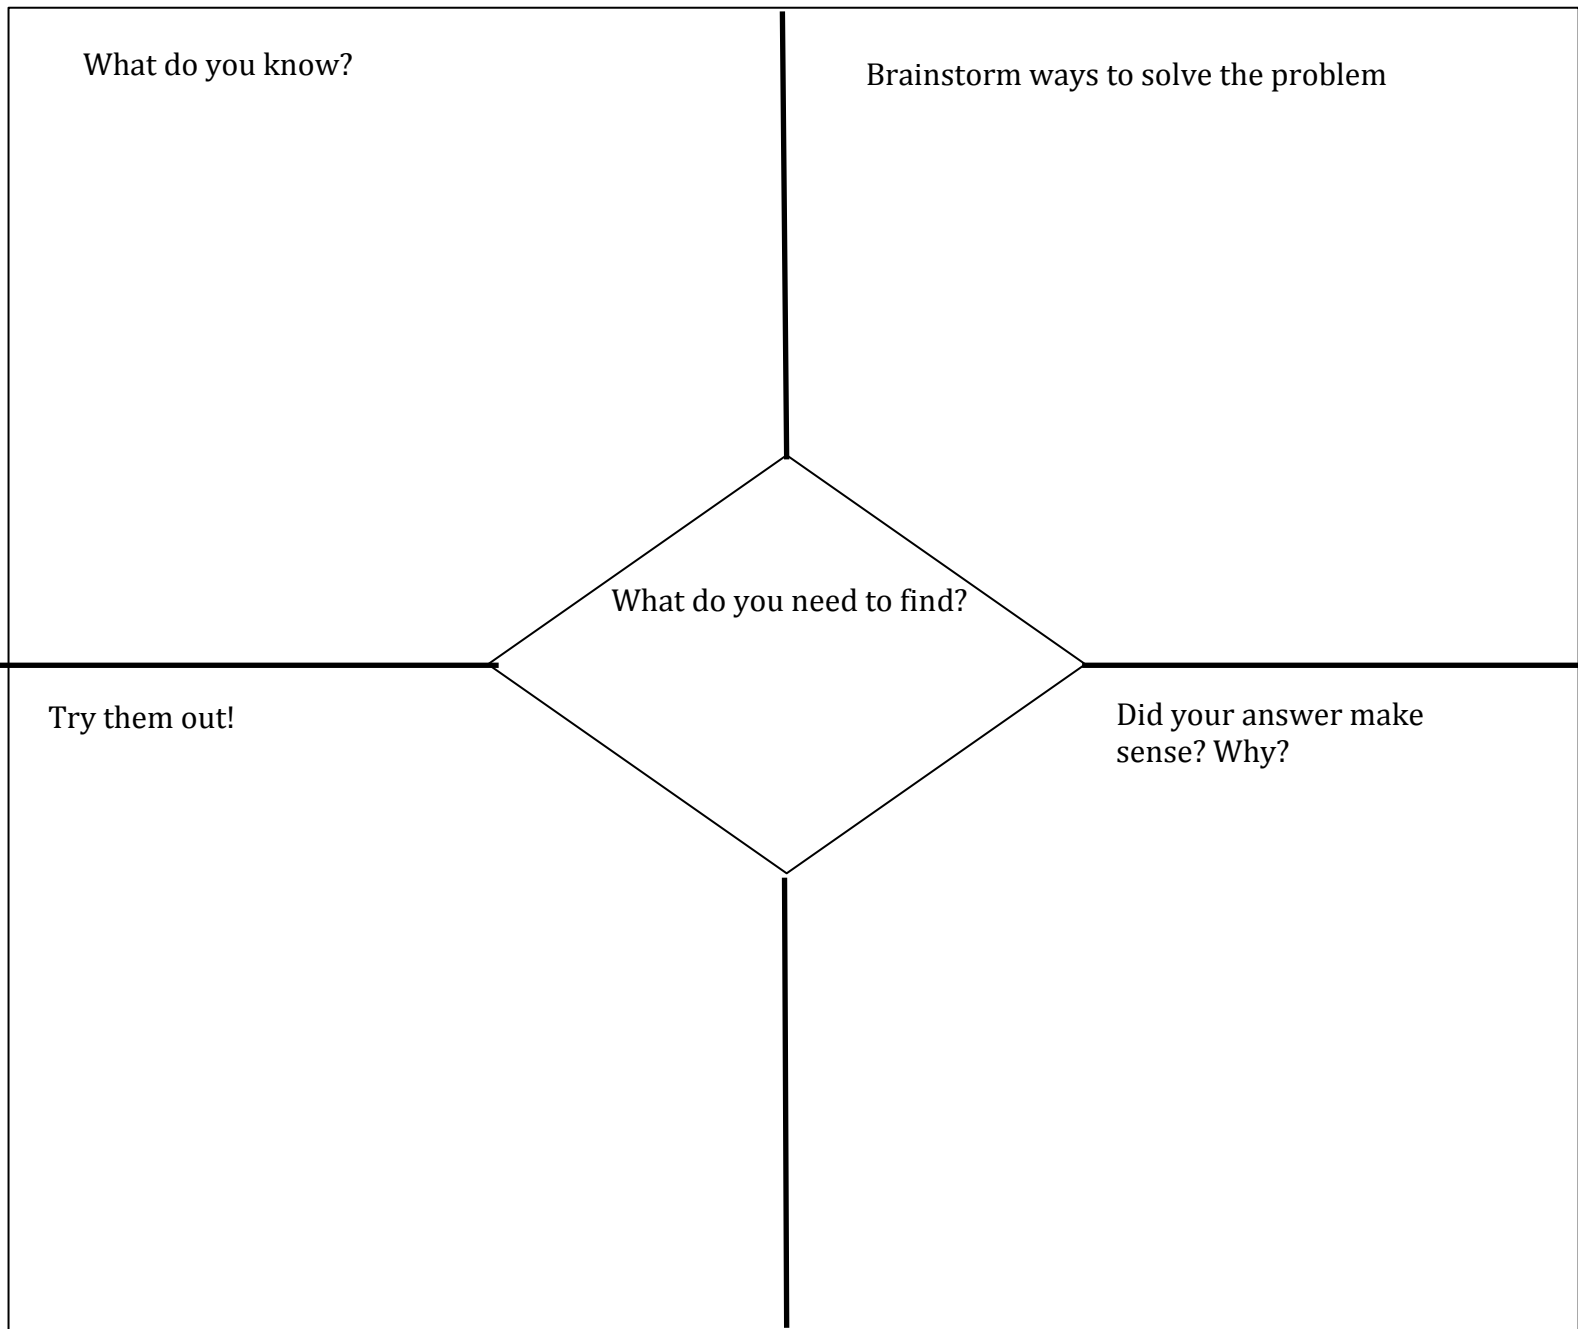 What do you know?
Brainstorm ways to solve the problem
What do you need to find?
Try them out!
Did your answer make
sense? Why?